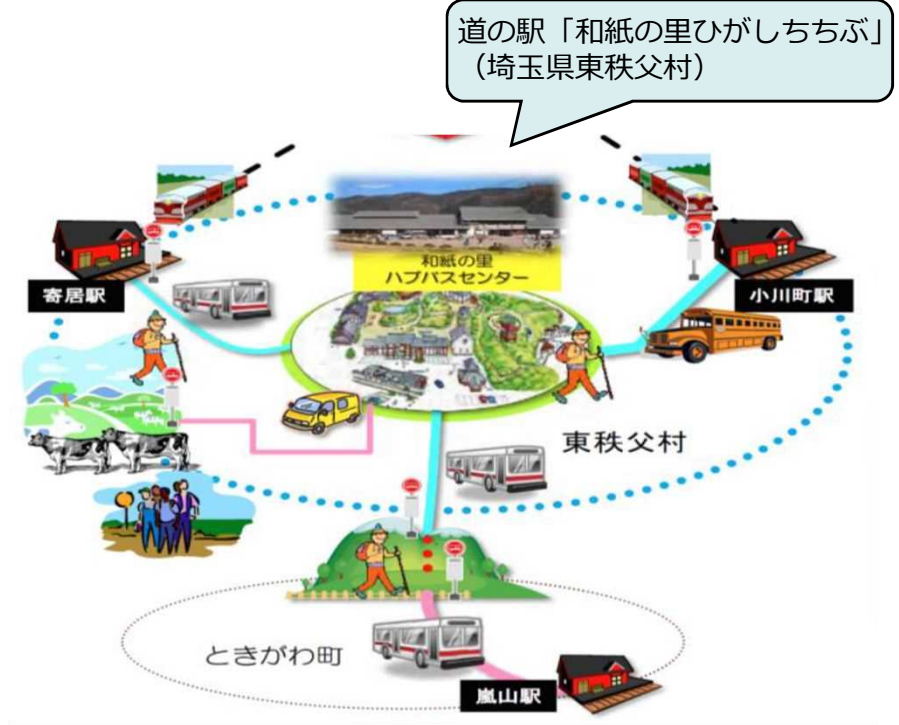 道の駅「和紙の里ひがしちちぶ」
（埼玉県東秩父村）
和紙の里
ハブバスセンター
寄居駅
小川町駅
東秩父村
ときがわ町
嵐山駅